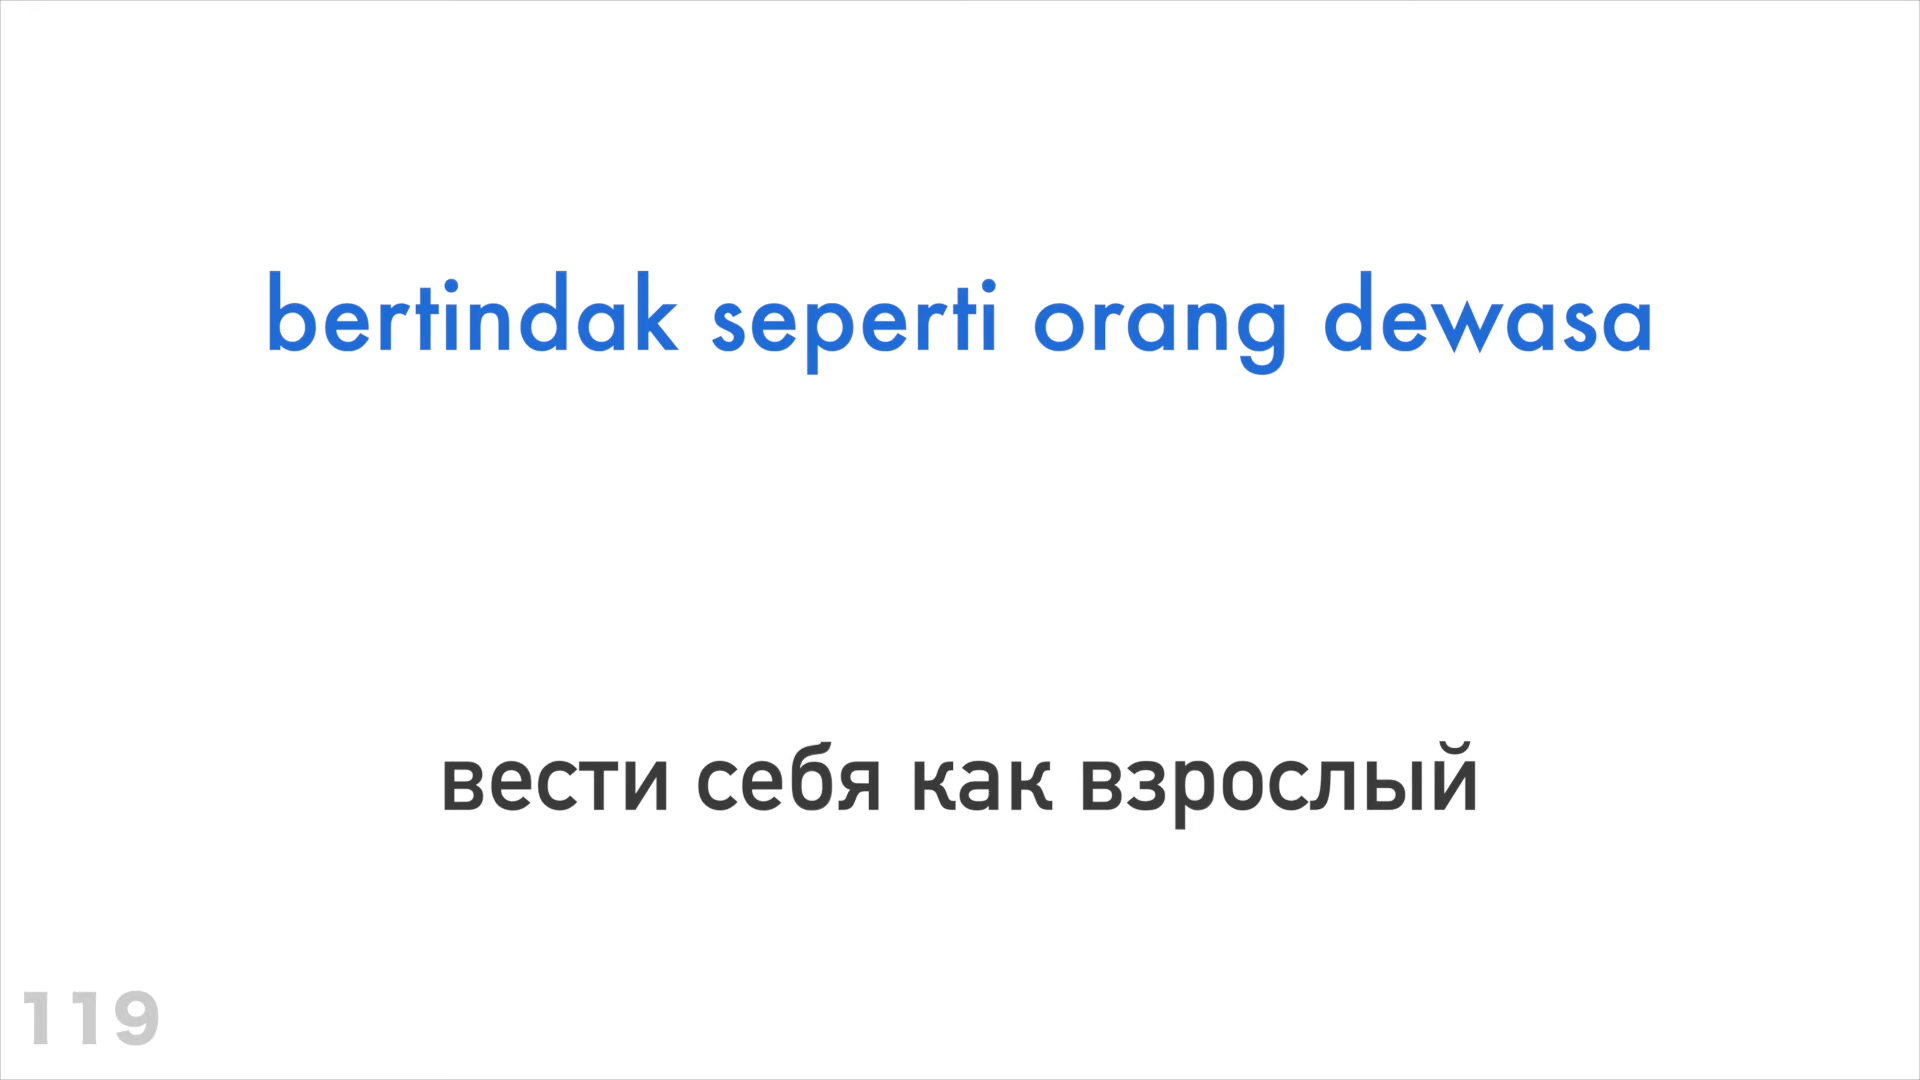 bertindak seperti orang dewasa
вести себя как взрослый
119